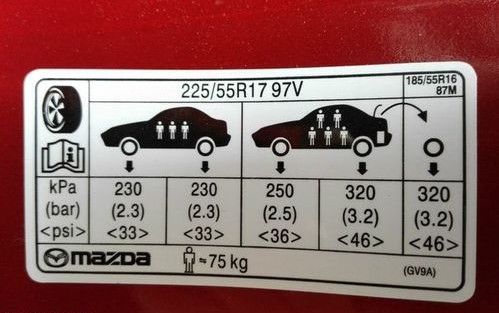 225/55R17 97V
185/55R16
87M
kPa 230 230 250 320 320
(bar) (2.3) (2.3) (2.5) (3.2) (3.2)
<psi> <33> <33> <36> <46> <46>
mazda ≈75 kg (GV9A)